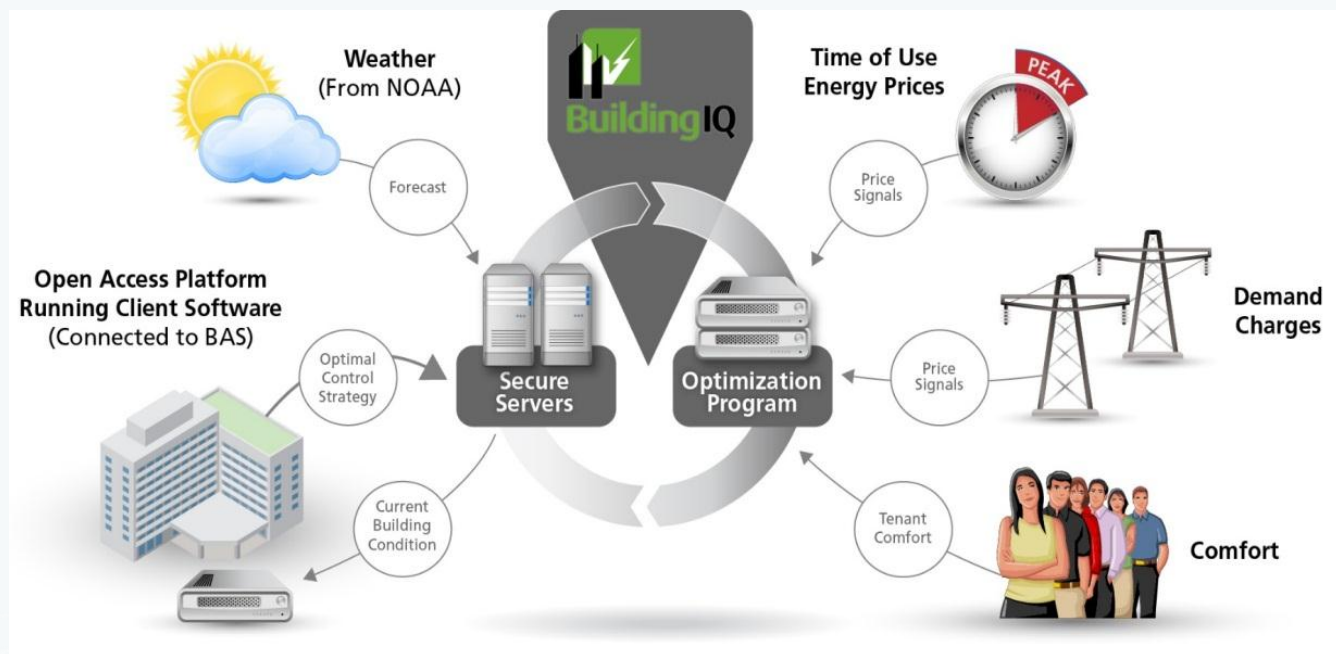 Weather
(From NOAA)
BuildingIQ
Time of Use
Energy Prices
PEAK
Forecast
Price
Signals
Open Access Platform
Running Client Software
(Connected to BAS)
Optimal
Control
Strategy
Secure
Servers
Optimization
Program
Price
Signals
Demand
Charges
Current
Building
Condition
Tenant
Comfort
Comfort